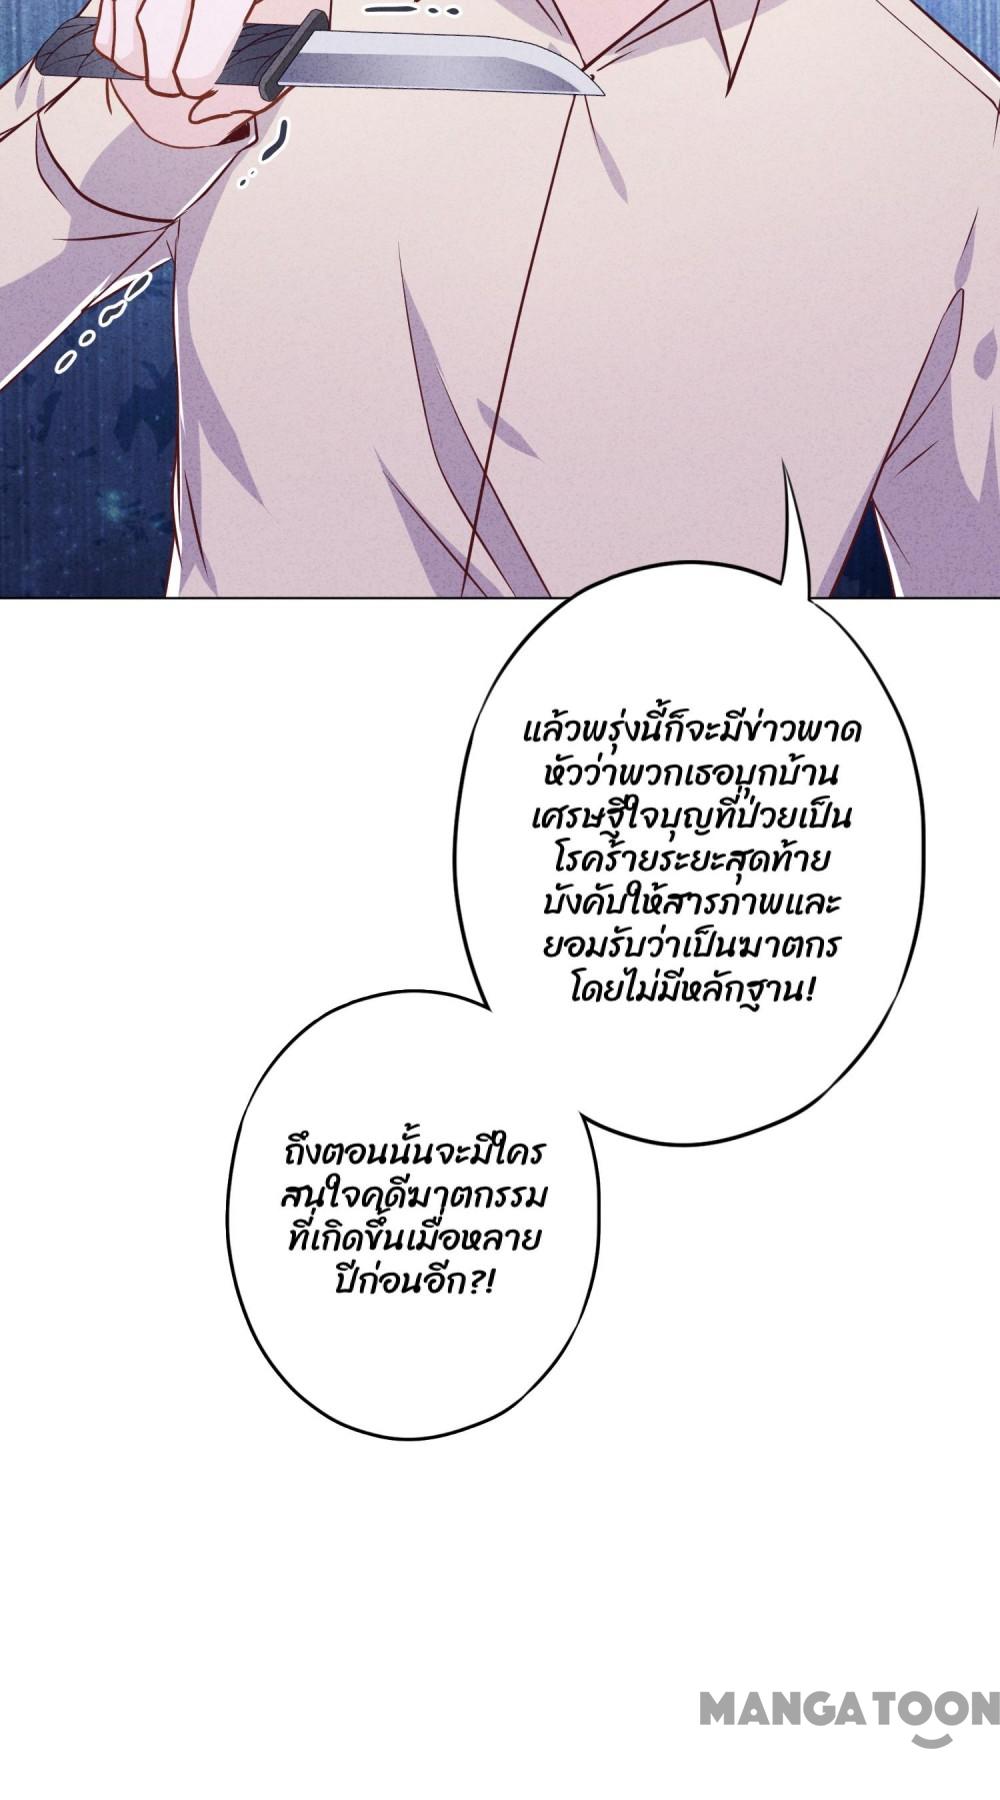 แล้วพรุ่งนี้ก็จะมีข่าวพาด
หัวว่าพวกเธอบุกบ้าน
เศรษฐีใจบุญที่ป่วยเป็น
โรคร้ายระยะสุดท้าย
บังคับให้สารภาพและ
ยอมรับว่าเป็นฆาตกร
โดยไม่มีหลักฐาน!
ถึงตอนนั้นจะมีใคร
สนใจคดีฆาตกรรม
ที่เกิดขึ้นเมื่อหลาย
ปีก่อนอีก?!
MANGATOON